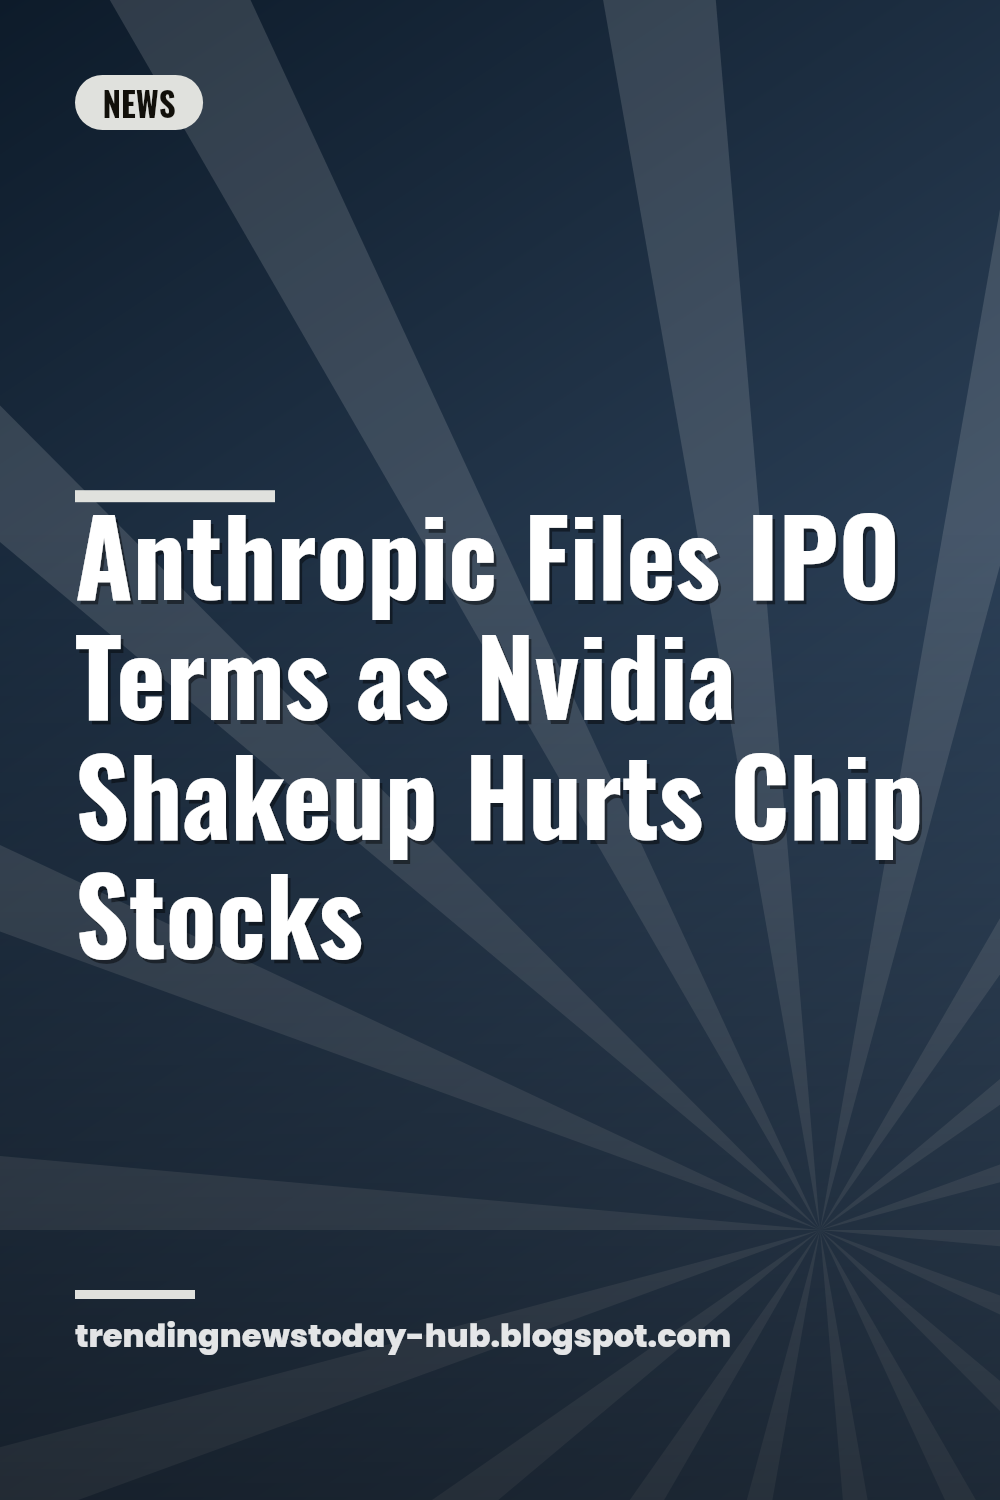 NEWS
Anthropic Files IPO
Terms as Nvidia
Shakeup Hurts Chip
Stocks
trendingnewstoday-hub.blogspot.com